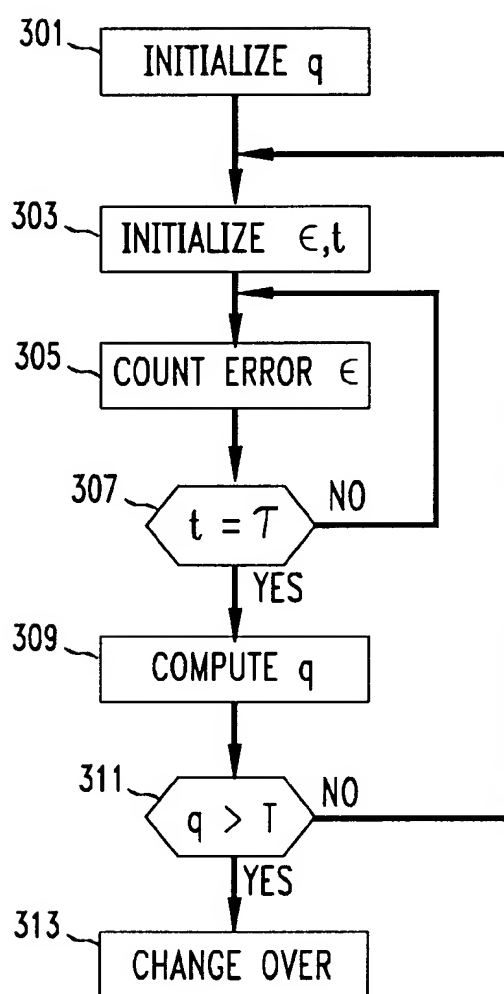 301
INITIALIZE q
303
INITIALIZE ϵ,t
305
COUNT ERROR ϵ
307
t = τ
NO
YES
309
COMPUTE q
311
q > T
NO
YES
313
CHANGE OVER